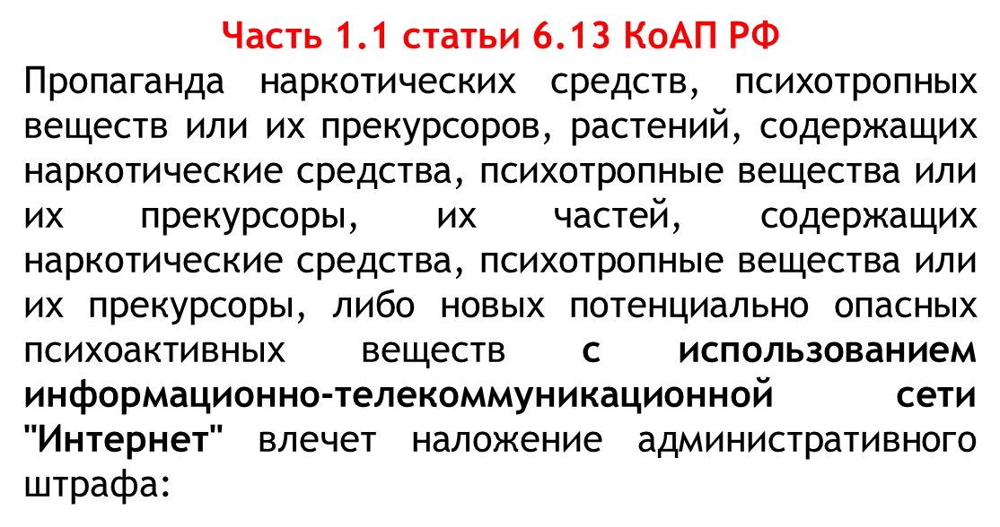 Часть 1.1 статьи 6.13 КоАП РФ
Пропаганда наркотических средств, психотропных
веществ или их прекурсоров, растений, содержащих
наркотические средства, психотропные вещества или
их прекурсоры, их частей, содержащих
наркотические средства, психотропные вещества или
их прекурсоры, либо новых потенциально опасных
психоактивных веществ с использованием
информационно-телекоммуникационной сети
"Интернет" влечет наложение административного
штрафа: